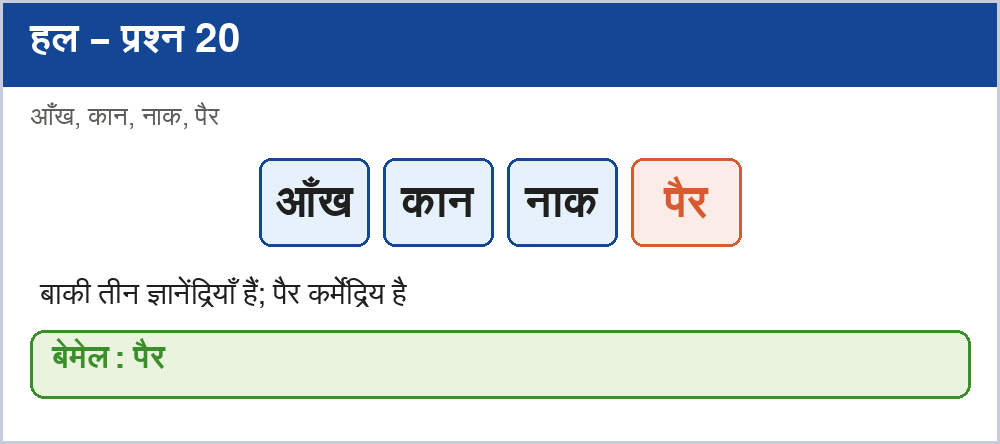 हल – प्रश्न 20
आँख, कान, नाक, पैर
आँख कान नाक पैर
बाकी तीन ज्ञानेंद्रियाँ हैं; पैर कर्मेंद्रिय है
बेमेल : पैर